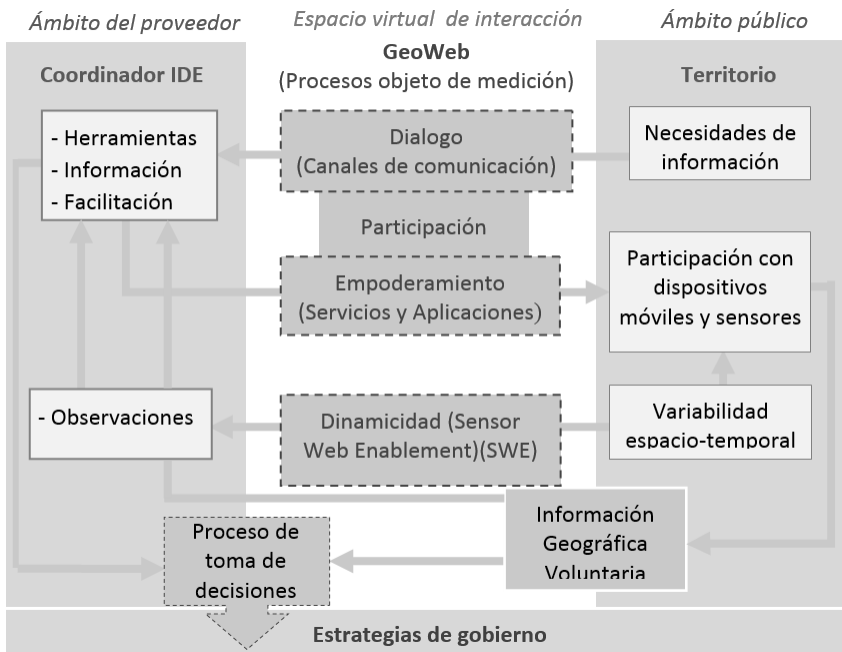 Ámbito del proveedor
Espacio virtual de interacción
Ámbito público
GeoWeb
(Procesos objeto de medición)
Coordinador IDE
Territorio
- Herramientas
- Información
- Facilitación
Dialogo
(Canales de comunicación)
Necesidades de
información
Participación
Empoderamiento
(Servicios y Aplicaciones)
Participación con
dispositivos
móviles y sensores
- Observaciones
Dinamicidad (Sensor
Web Enablement)(SWE)
Variabilidad
espacio-temporal
Proceso de
toma de
decisiones
Información
Geográfica
Voluntaria
Estrategias de gobierno